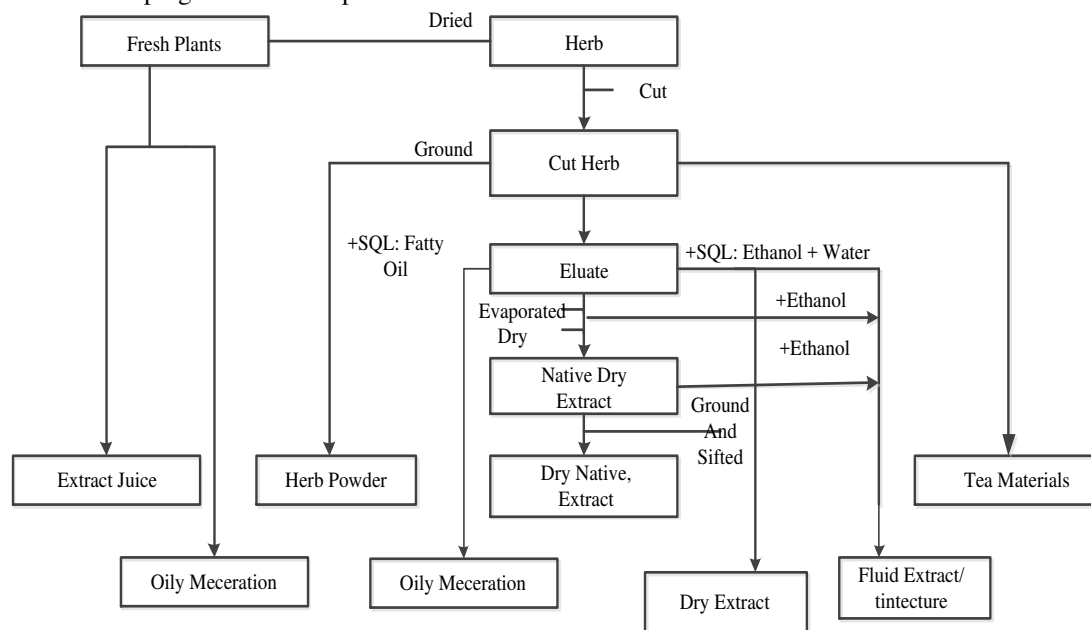 Dried
Fresh Plants
Herb
Cut
Ground
Cut Herb
+SQL: Fatty
Oil
+SQL: Ethanol + Water
Eluate
+Ethanol
Evaporated
Dry
+Ethanol
Native Dry
Extract
Ground
And
Sifted
Extract Juice
Herb Powder
Dry Native,
Extract
Tea Materials
Oily Meceration
Oily Meceration
Dry Extract
Fluid Extract/
tintecture